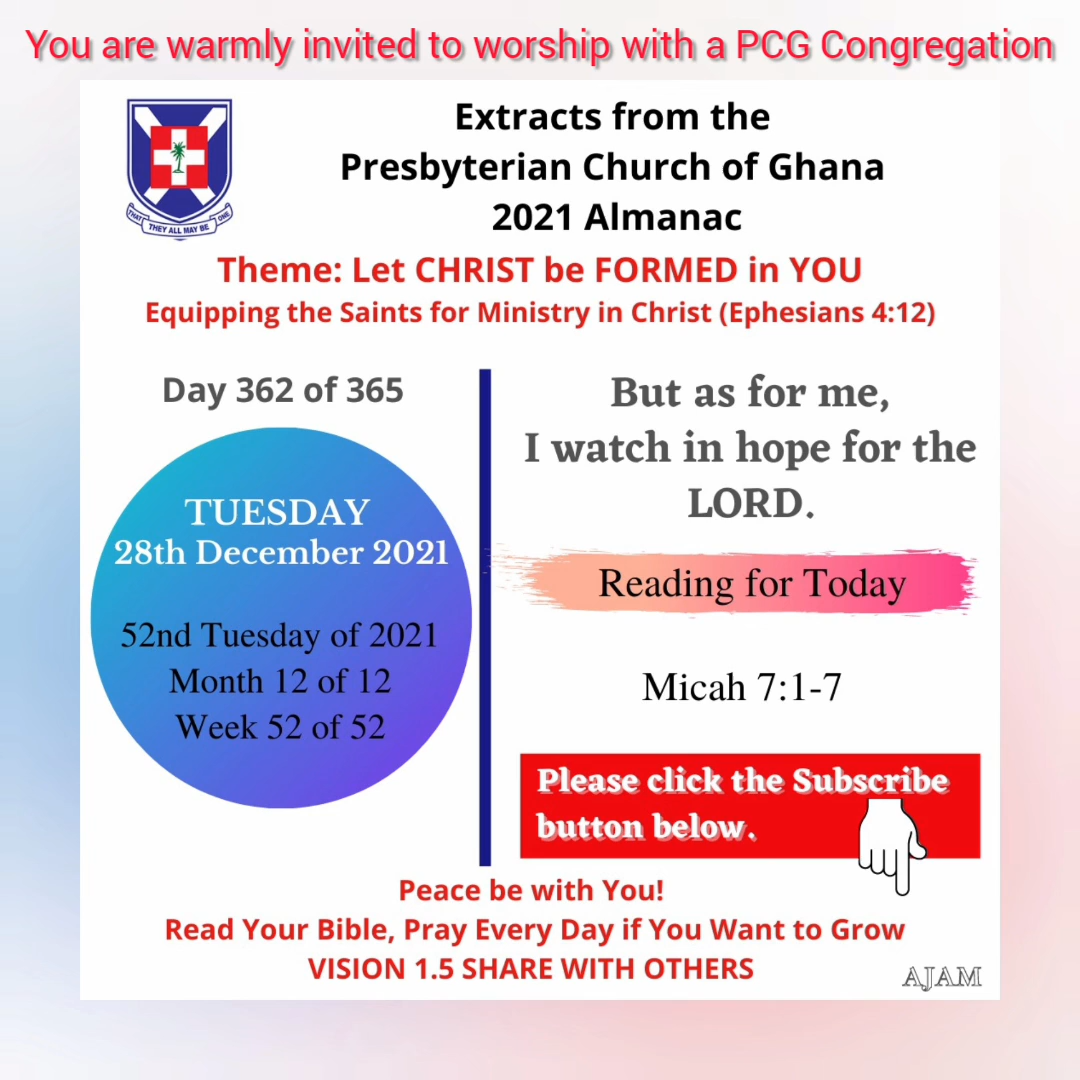 You are warmly invited to worship with a PCG Congregation
Extracts from the
Presbyterian Church of Ghana
2021 Almanac
THAT THEY ALL MAY BE ONE
Theme: Let CHRIST be FORMED in YOU
Equipping the Saints for Ministry in Christ (Ephesians 4:12)
Day 362 of 365
TUESDAY
28th December 2021
52nd Tuesday of 2021
Month 12 of 12
Week 52 of 52
But as for me,
I watch in hope for the
LORD.
Reading for Today
Micah 7:1-7
Please click the Subscribe
button below.
Peace be with You!
Read Your Bible, Pray Every Day if You Want to Grow
VISION 1.5 SHARE WITH OTHERS
AJAM